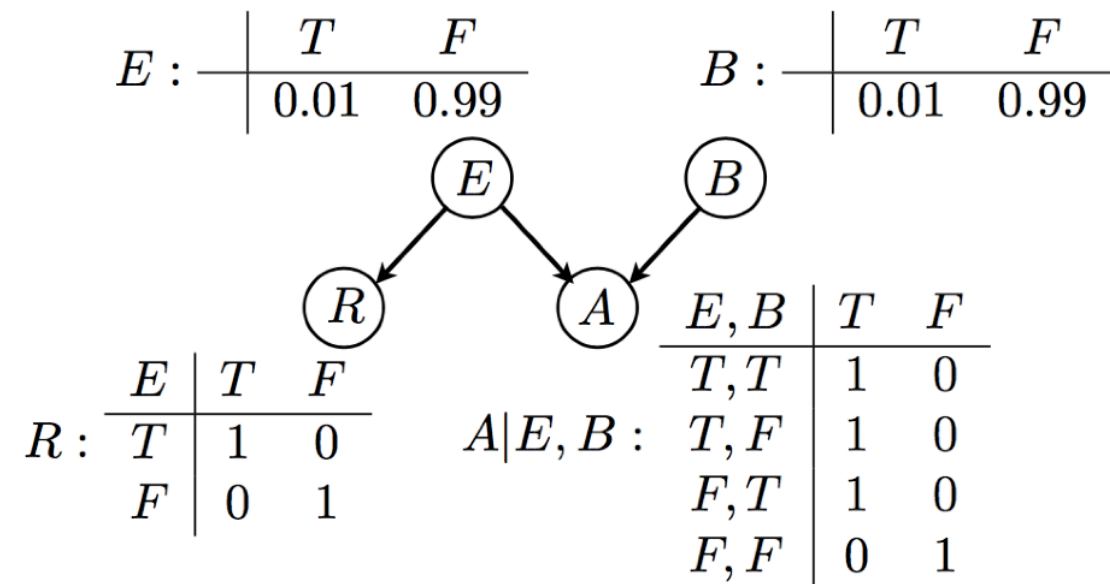 E : T F
0.01 0.99
B : T F
0.01 0.99
E
B
R
A
R : E T F
T 1 0
F 0 1
A|E, B : E, B T F
T, T 1 0
T, F 1 0
F, T 1 0
F, F 0 1